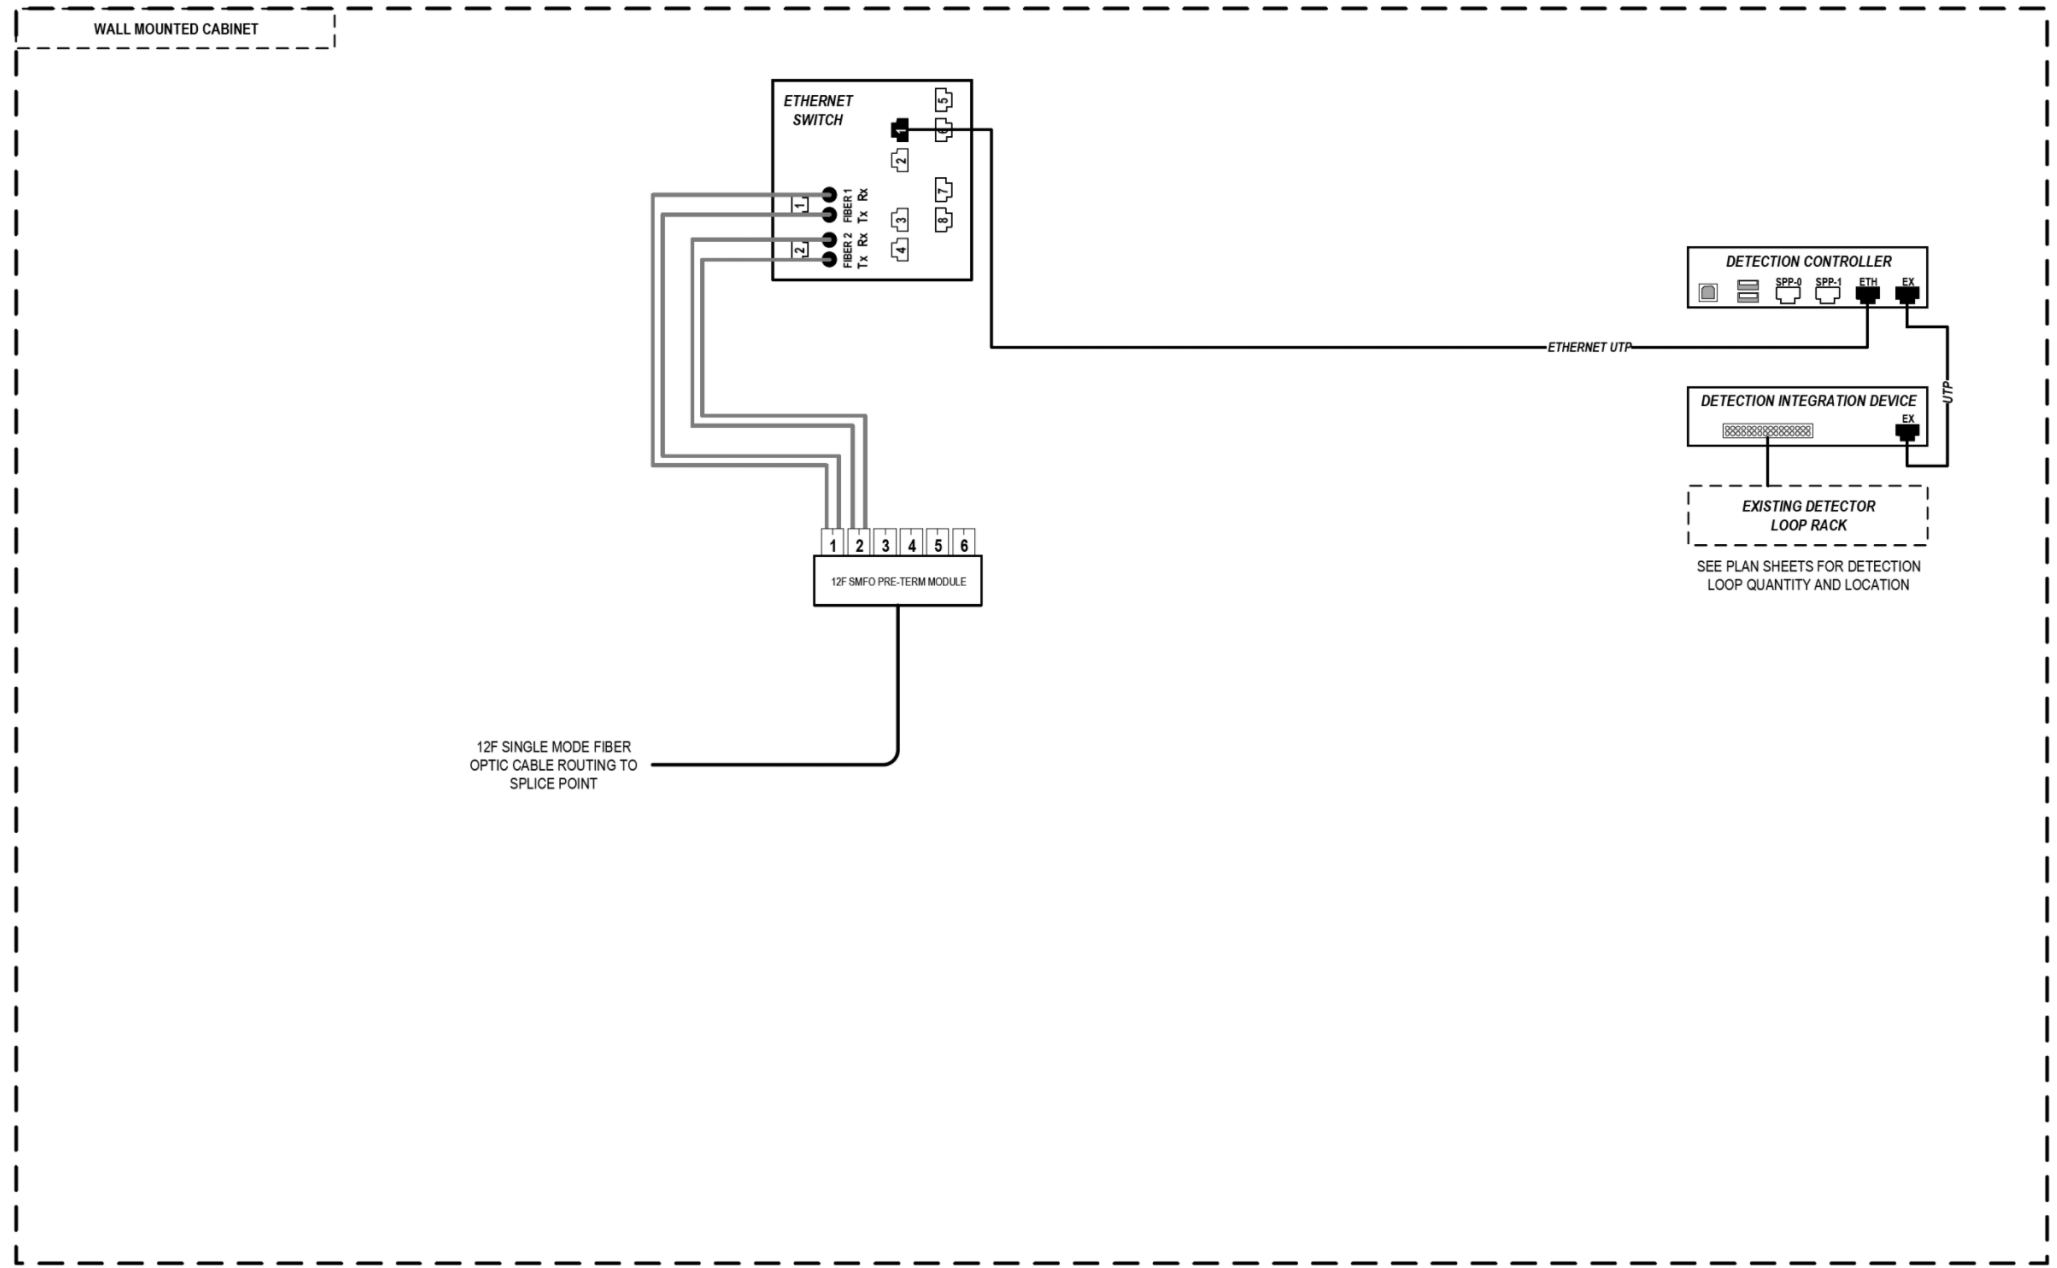 WALL MOUNTED CABINET
ETHERNET
SWITCH
5
1
6
2
7
3
8
4
1
2
FIBER 1
Rx
Tx
FIBER 2
Rx
Tx
DETECTION CONTROLLER
SPP-0 SPP-1 ETH EX
ETHERNET UTP
UTP
DETECTION INTEGRATION DEVICE
EX
EXISTING DETECTOR
LOOP RACK
SEE PLAN SHEETS FOR DETECTION
LOOP QUANTITY AND LOCATION
1 2 3 4 5 6
12F SMFO PRE-TERM MODULE
12F SINGLE MODE FIBER
OPTIC CABLE ROUTING TO
SPLICE POINT